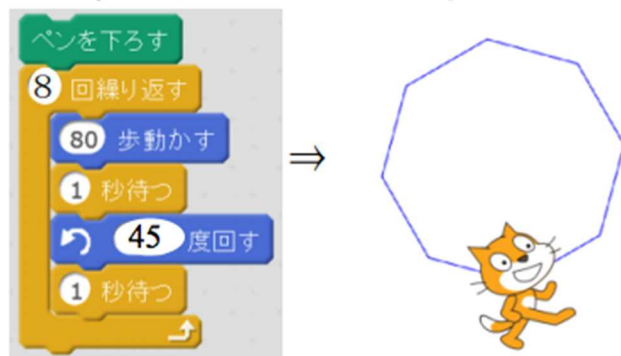 ペンを下ろす
8 回繰り返す
80 歩動かす
⇒
1 秒待つ
45 度回す
1 秒待つ